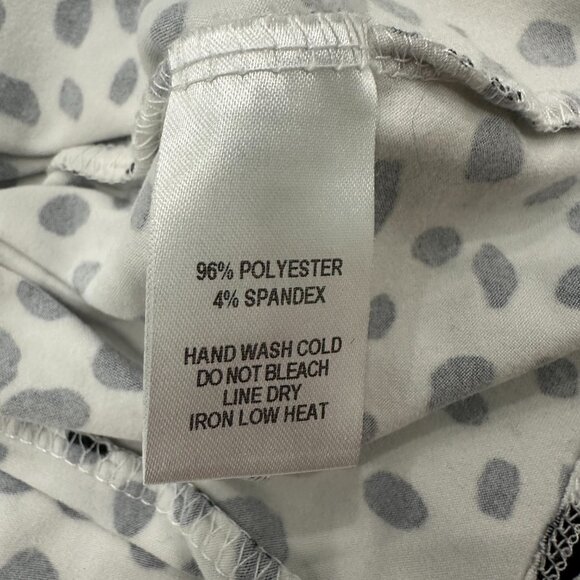 96% POLYESTER
4% SPANDEX
HAND WASH COLD
DO NOT BLEACH
LINE DRY
IRON LOW HEAT